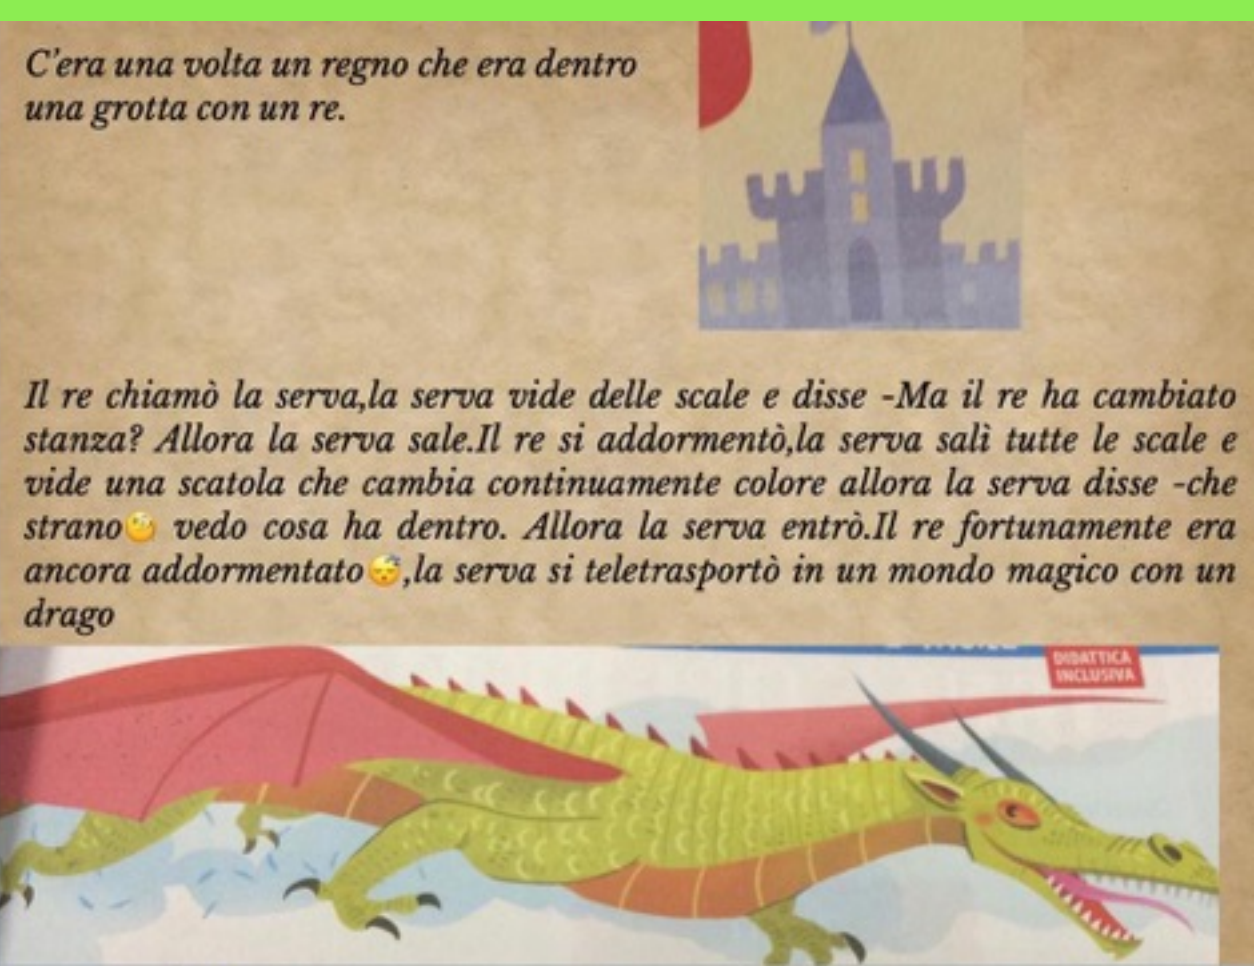 C'era una volta un regno che era dentro
una grotta con un re.
Il re chiamò la serva,la serva vide delle scale e disse -Ma il re ha cambiato
stanza? Allora la serva sale.Il re si addormentò,la serva salì tutte le scale e
vide una scatola che cambia continuamente colore allora la serva disse -che
strano🧐 vedo cosa ha dentro. Allora la serva entrò.Il re fortunamente era
ancora addormentato😴,la serva si teletrasportò in un mondo magico con un
drago
DIDATTICA
INCLUSIVA